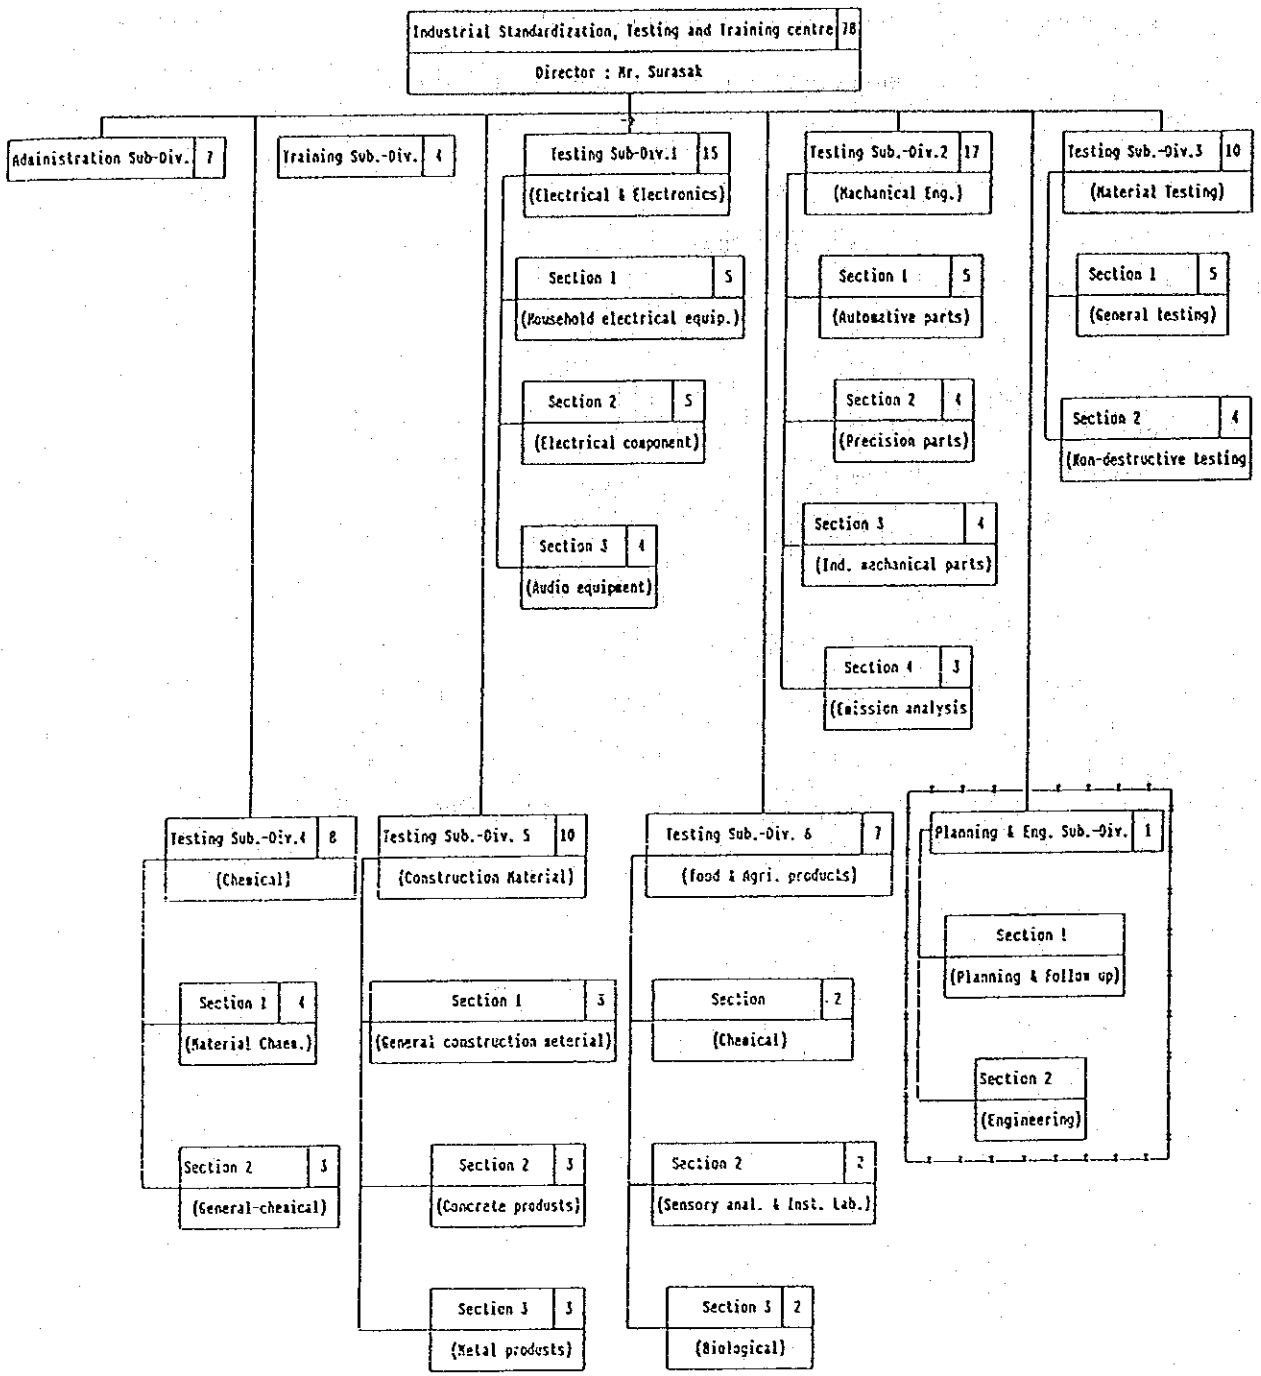 Industrial Standardization, Testing and Training centre 78
Director : Mr. Surasak
Administration Sub-Div. 7
Training Sub.-Div. 4
Testing Sub-Div.1 15
(Electrical & Electronics)
Testing Sub.-Div.2 17
(Machanical Eng.)
Testing Sub.-Div.3 10
(Material Testing)
Section 1 5
(Household electrical equip.)
Section 1 5
(Automative parts)
Section 1 5
(General testing)
Section 2 5
(Electrical component)
Section 2 4
(Precision parts)
Section 2 4
(Non-destructive testing
Section 3 4
(Audio equipment)
Section 3 4
(Ind. mechanical parts)
Section 4 3
(Emission analysis
Testing Sub.-Div.4 8
(Chemical)
Testing Sub.-Div. 5 10
(Construction Material)
Testing Sub.-Div. 6 7
(Food & Agri. products)
Planning & Eng. Sub.-Div. 1
Section 1
(Planning & follow up)
Section 1 4
(Material Chaem.)
Section 1 3
(General construction meterial)
Section 2
(Chemical)
Section 2
(Engineering)
Section 2 3
(General-chemical)
Section 2 3
(Concrete produsts)
Section 2 2
(Sensory anal. & Inst. Lab.)
Section 3 3
(Metal produsts)
Section 3 2
(Biological)